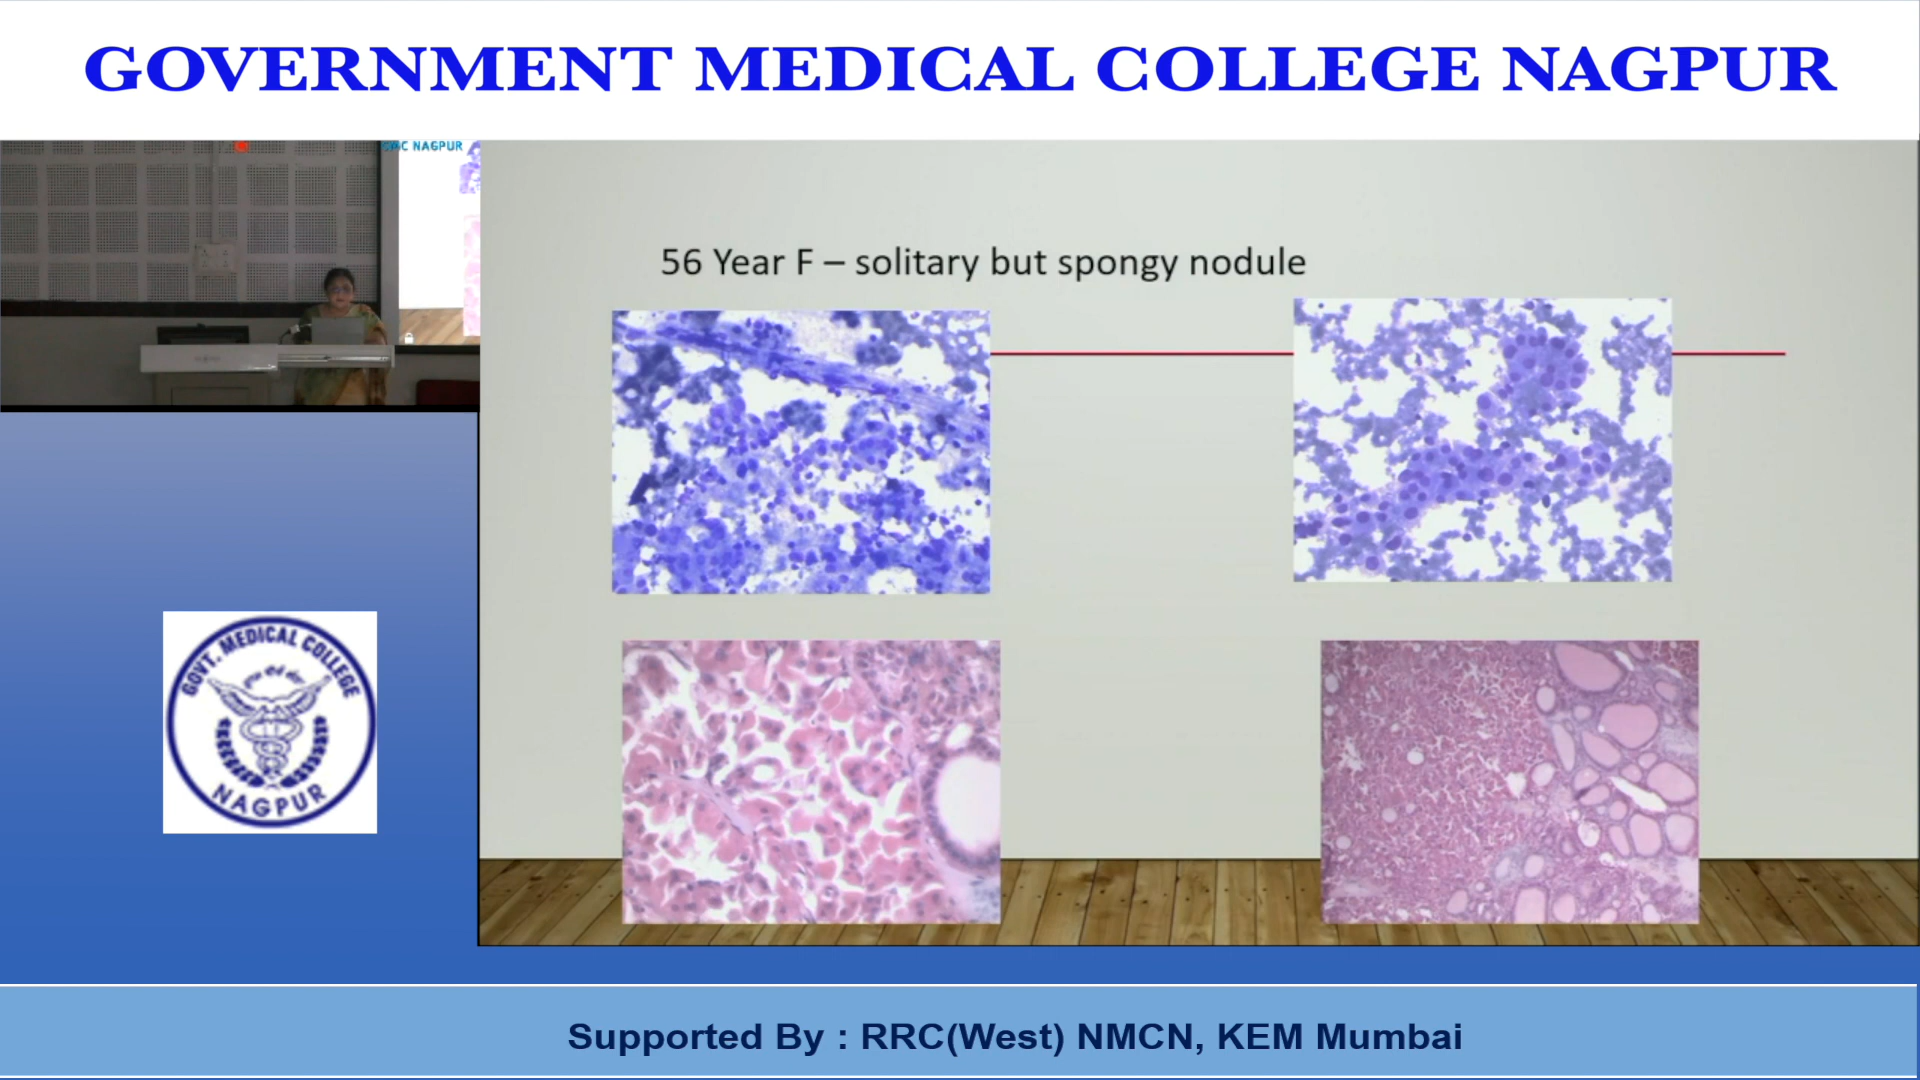 GOVERNMENT MEDICAL COLLEGE NAGPUR
GMC NAGPUR
56 Year F – solitary but spongy nodule
GOVT. MEDICAL COLLEGE
NAGPUR
Supported By : RRC(West) NMCN, KEM Mumbai